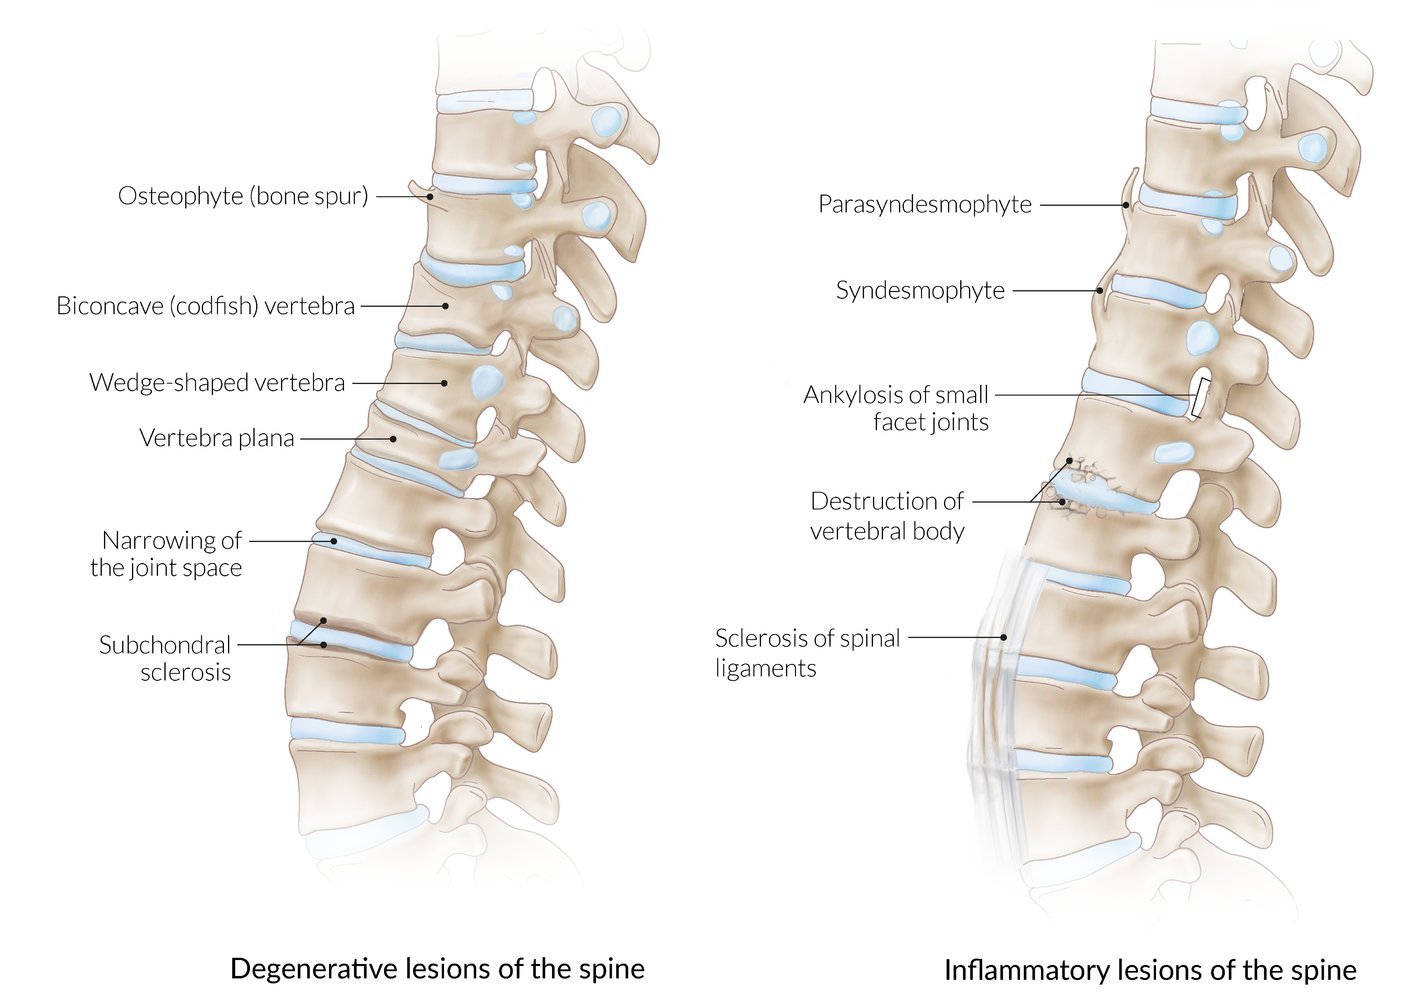 Osteophyte (bone spur)
Biconcave (codfish) vertebra
Wedge-shaped vertebra
Vertebra plana
Narrowing of
the joint space
Subchondral
sclerosis
Degenerative lesions of the spine
Parasyndesmophyte
Syndesmophyte
Ankylosis of small
facet joints
Destruction of
vertebral body
Sclerosis of spinal
ligaments
Inflammatory lesions of the spine